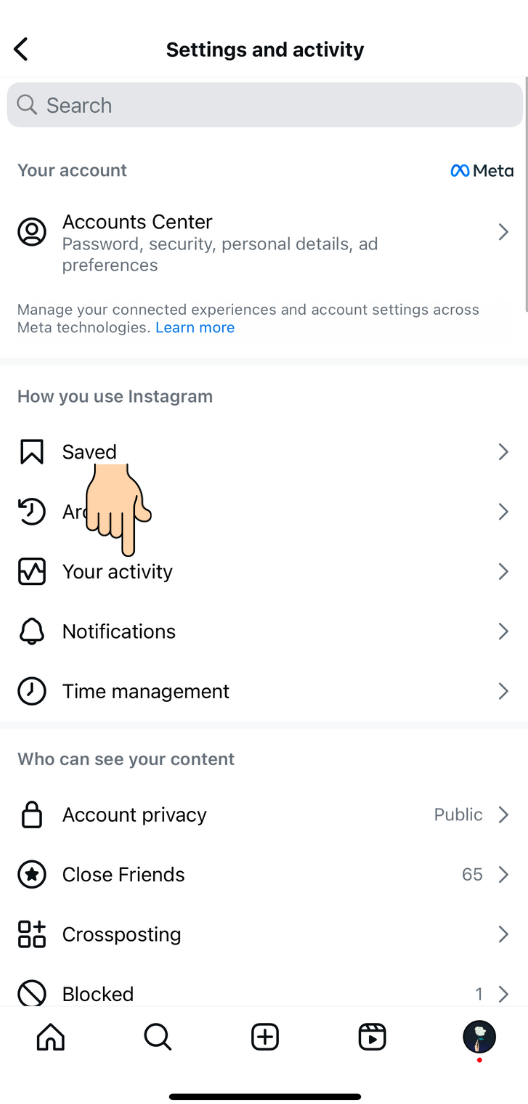 Settings and activity
Search
Your account
Meta
Accounts Center
Password, security, personal details, ad
preferences
Manage your connected experiences and account settings across
Meta technologies. Learn more
How you use Instagram
Saved
Your activity
Notifications
Time management
Who can see your content
Account privacy
Public
Close Friends
65
Crossposting
Blocked
1